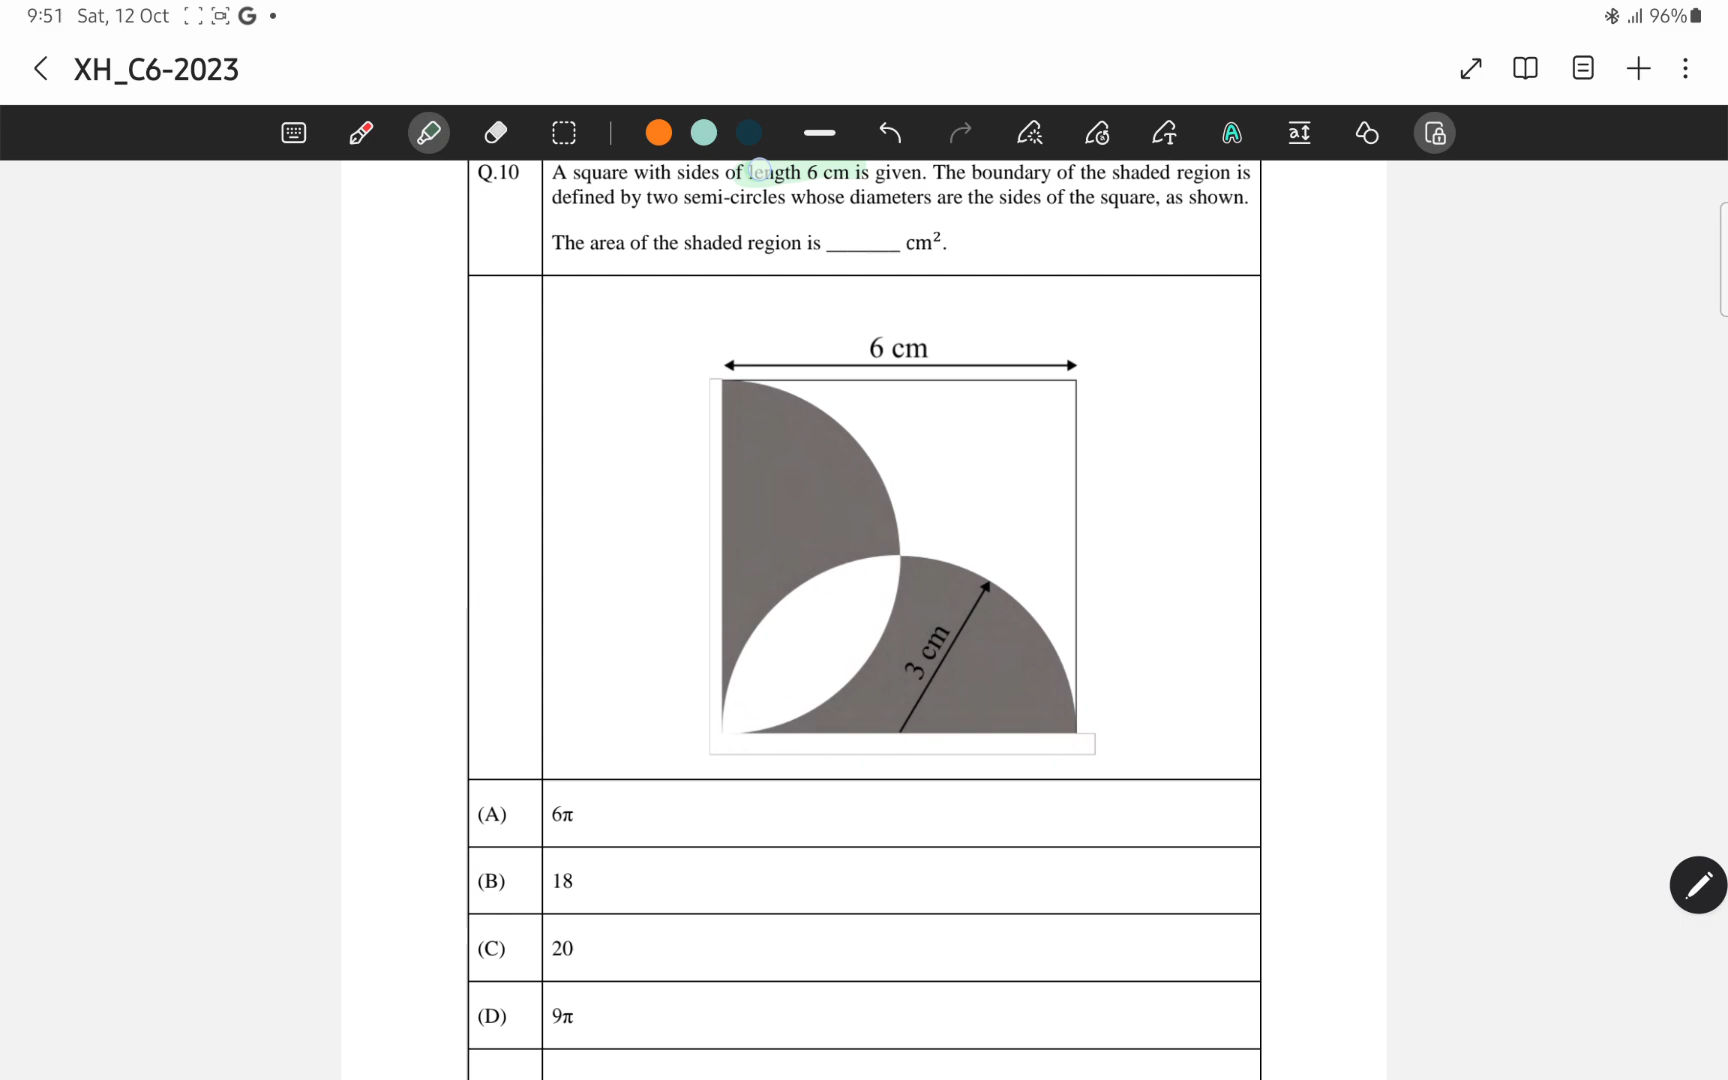 9:51 Sat, 12 Oct G
96%
XH_C6-2023
T A a
Q.10 A square with sides of length 6 cm is given. The boundary of the shaded region is
defined by two semi-circles whose diameters are the sides of the square, as shown.
The area of the shaded region is _______ cm².
6 cm
3 cm
(A) 6π
(B) 18
(C) 20
(D) 9π